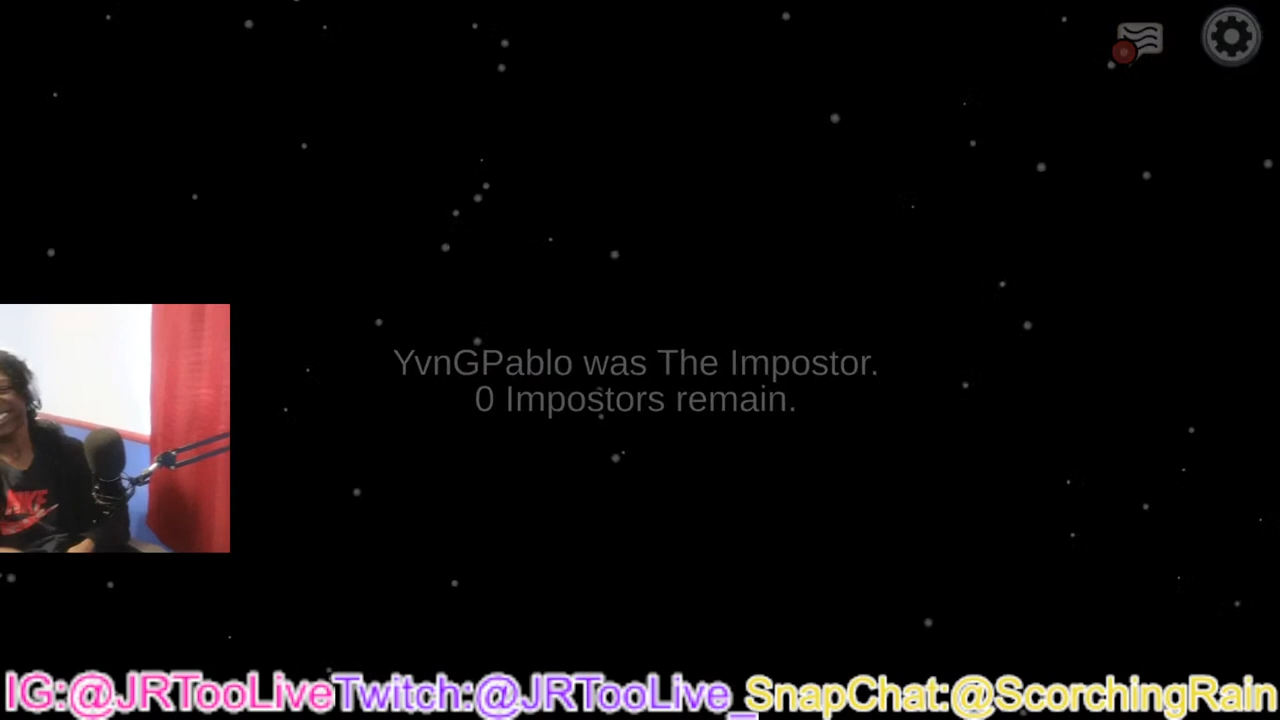 YvnGPablo was The Impostor.
0 Impostors remain.
IG:@JRTooLiveTwitch:@JRTooLive_SnapChat:@ScorchingRain